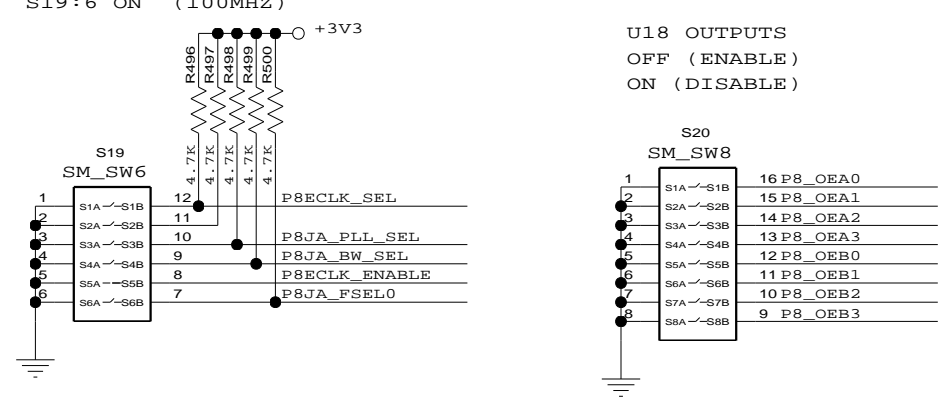 S19:6 ON (100MHZ)
+3V3
R496
R497
R498
R499
R500
4.7K
4.7K
4.7K
4.7K
4.7K
S19
SM_SW6
1 S1A S1B 12 P8ECLK_SEL
2 S2A S2B 11
3 S3A S3B 10 P8JA_PLL_SEL
4 S4A S4B 9 P8JA_BW_SEL
5 S5A S5B 8 P8ECLK_ENABLE
6 S6A S6B 7 P8JA_FSEL0
U18 OUTPUTS
OFF (ENABLE)
ON (DISABLE)
S20
SM_SW8
1 S1A S1B 16 P8_OEA0
2 S2A S2B 15 P8_OEA1
3 S3A S3B 14 P8_OEA2
4 S4A S4B 13 P8_OEA3
5 S5A S5B 12 P8_OEB0
6 S6A S6B 11 P8_OEB1
7 S7A S7B 10 P8_OEB2
8 S8A S8B 9 P8_OEB3